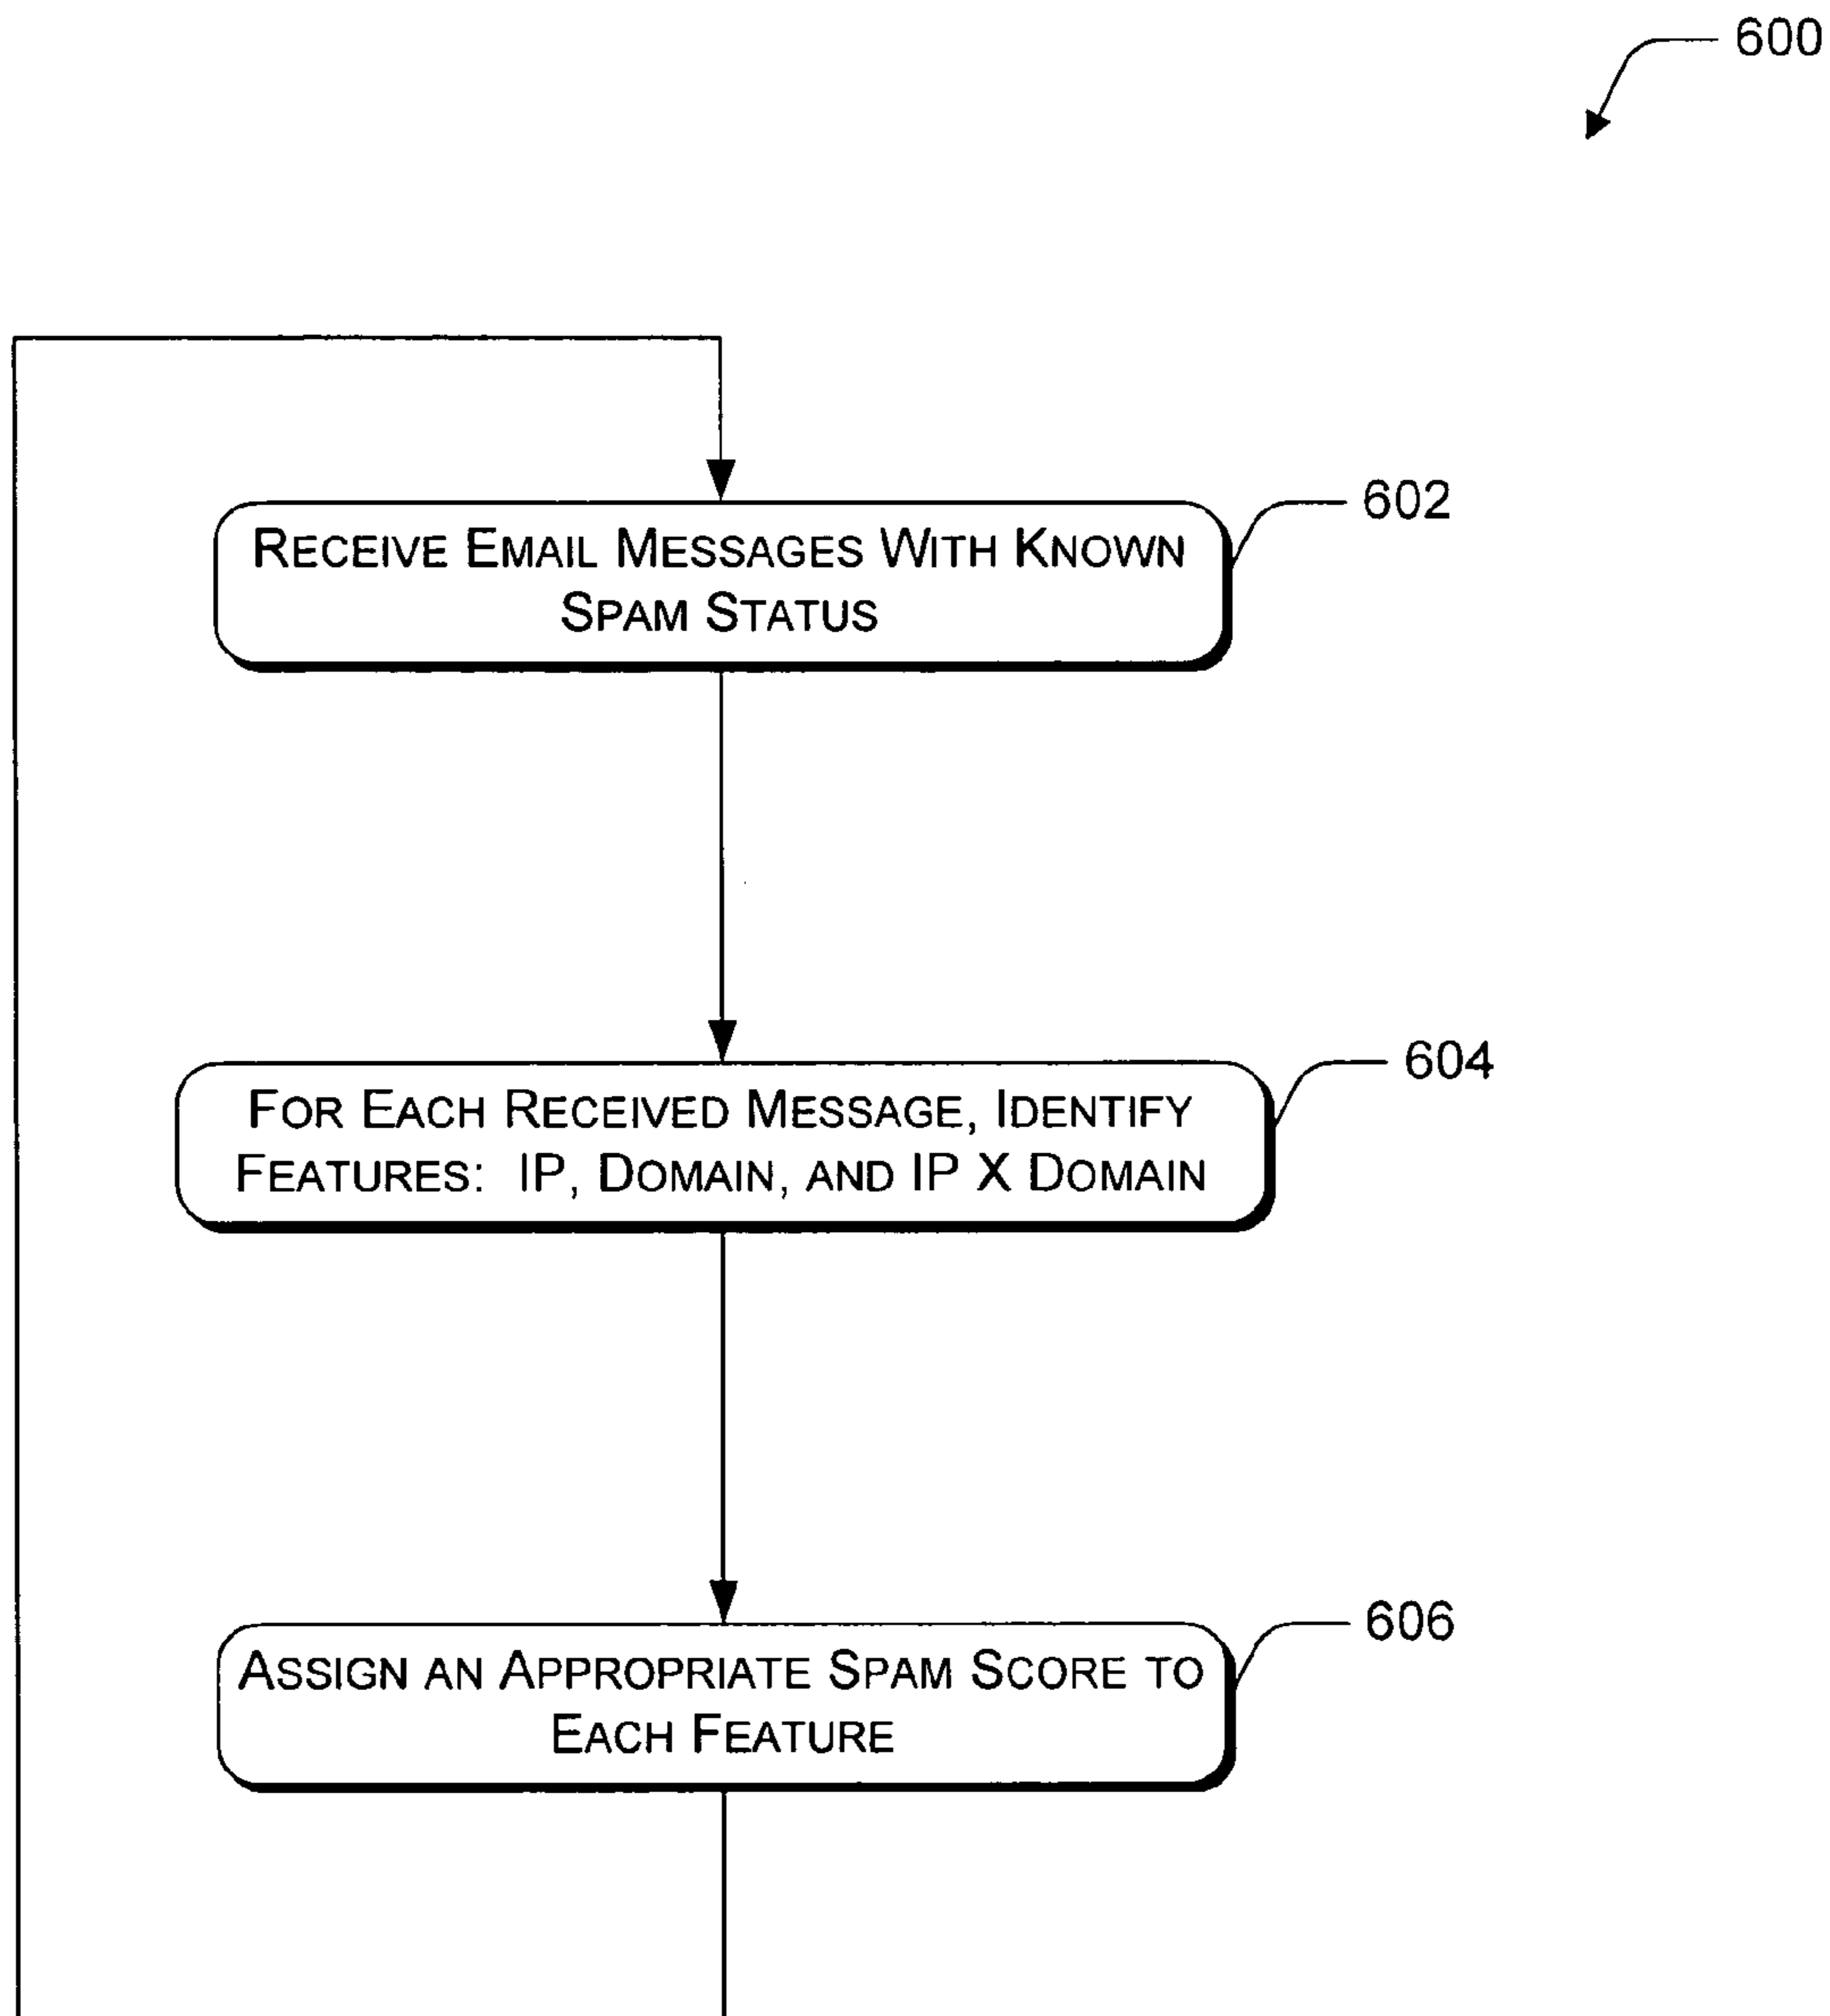 600
602
RECEIVE EMAIL MESSAGES WITH KNOWN
SPAM STATUS
604
FOR EACH RECEIVED MESSAGE, IDENTIFY
FEATURES: IP, DOMAIN, AND IP X DOMAIN
606
ASSIGN AN APPROPRIATE SPAM SCORE TO
EACH FEATURE